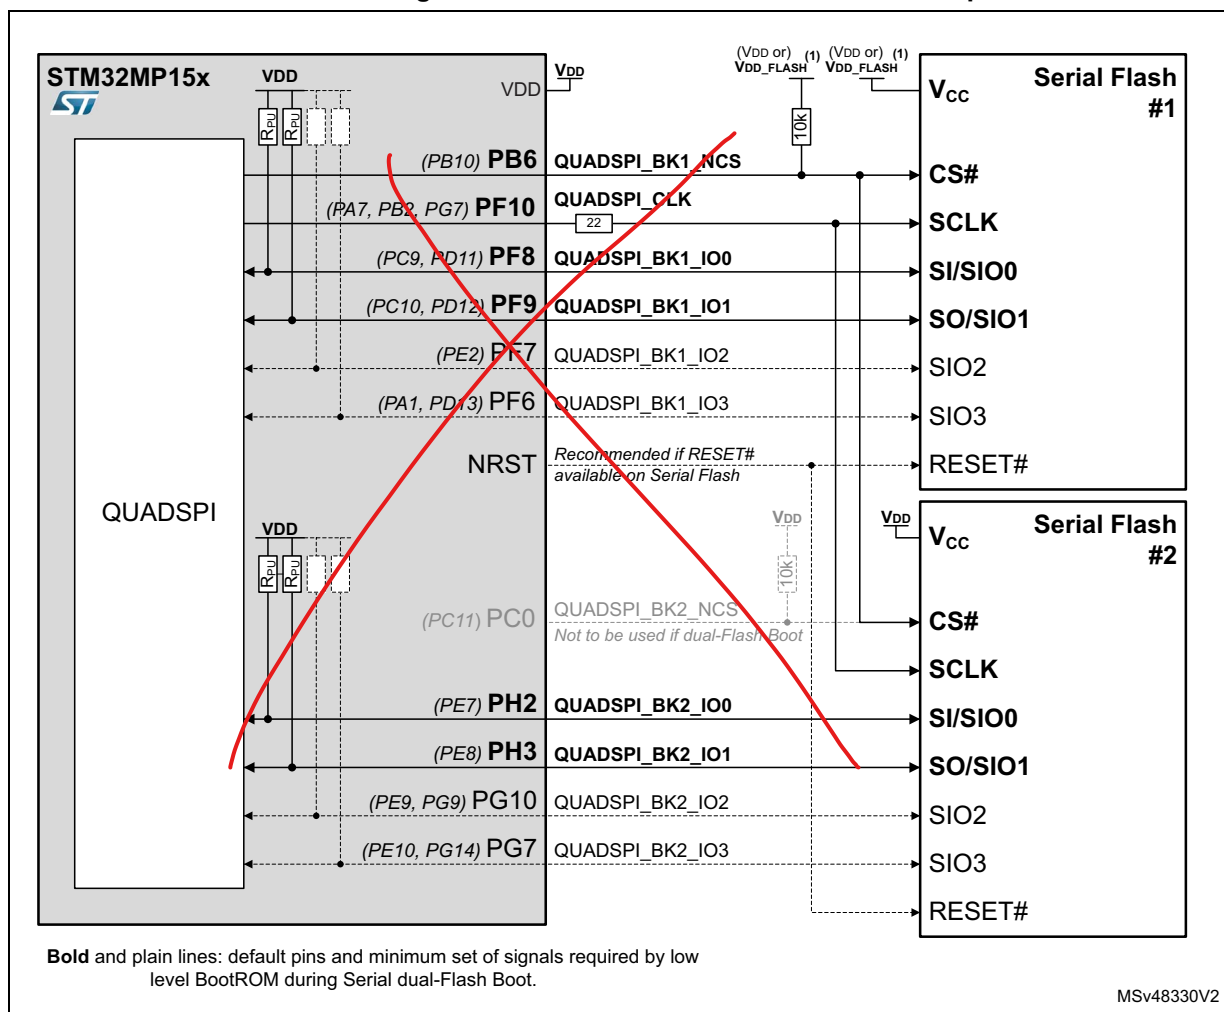 STM32MP15x
ST
VDD
VDD
VDD
(VDD or) (1)
VDD_FLASH
(VDD or) (1)
VDD_FLASH
VCC
Serial Flash
#1
RPU
RPU
10k
(PB10) PB6
QUADSPI_BK1_NCS
CS#
(PA7, PB2, PG7) PF10
QUADSPI_CLK
22
SCLK
(PC9, PD11) PF8
QUADSPI_BK1_IO0
SI/SIO0
(PC10, PD12) PF9
QUADSPI_BK1_IO1
SO/SIO1
(PE2) PF7
QUADSPI_BK1_IO2
SIO2
(PA1, PD13) PF6
QUADSPI_BK1_IO3
SIO3
NRST
Recommended if RESET#
available on Serial Flash
RESET#
QUADSPI
VDD
RPU
RPU
VDD
10k
VDD
VCC
Serial Flash
#2
(PC11) PC0
QUADSPI_BK2_NCS
Not to be used if dual-Flash Boot
CS#
SCLK
(PE7) PH2
QUADSPI_BK2_IO0
SI/SIO0
(PE8) PH3
QUADSPI_BK2_IO1
SO/SIO1
(PE9, PG9) PG10
QUADSPI_BK2_IO2
SIO2
(PE10, PG14) PG7
QUADSPI_BK2_IO3
SIO3
RESET#
Bold and plain lines: default pins and minimum set of signals required by low
level BootROM during Serial dual-Flash Boot.
MSv48330V2